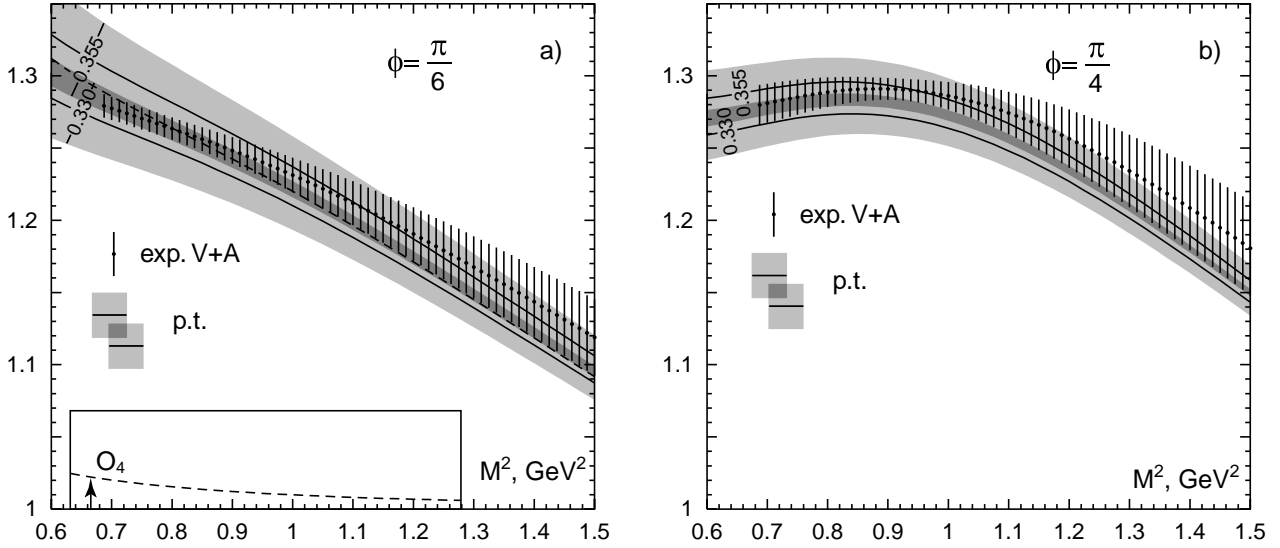 a)
ϕ= π/6
−0.355
−0.330+
exp. V+A
p.t.
O₄
M², GeV²
1.3
1.2
1.1
1
0.6 0.7 0.8 0.9 1 1.1 1.2 1.3 1.4 1.5
b)
ϕ= π/4
0.355
0.330
exp. V+A
p.t.
M², GeV²
1.3
1.2
1.1
1
0.6 0.7 0.8 0.9 1 1.1 1.2 1.3 1.4 1.5